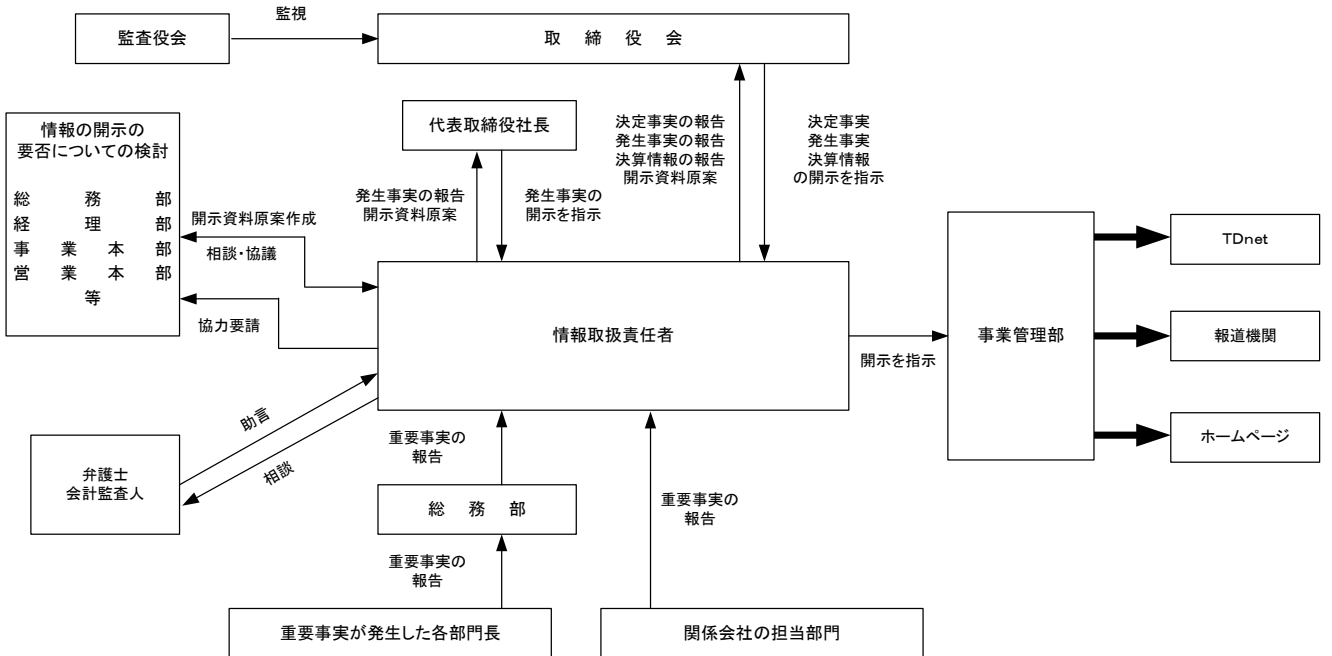 監視
監査役会
取 締 役 会
情報の開示の
要否についての検討
総 務 部
経 理 部
事 業 本 部
営 業 本 部
等
代表取締役社長
決定事実の報告
発生事実の報告
決算情報の報告
開示資料原案
決定事実
発生事実
決算情報
の開示を指示
発生事実の報告
開示資料原案
発生事実の
開示を指示
開示資料原案作成
相談・協議
協力要請
情報取扱責任者
開示を指示
事業管理部
TDnet
報道機関
ホームページ
助言
相談
弁護士
会計監査人
重要事実の
報告
総 務 部
重要事実の
報告
重要事実の
報告
重要事実が発生した各部門長
関係会社の担当部門